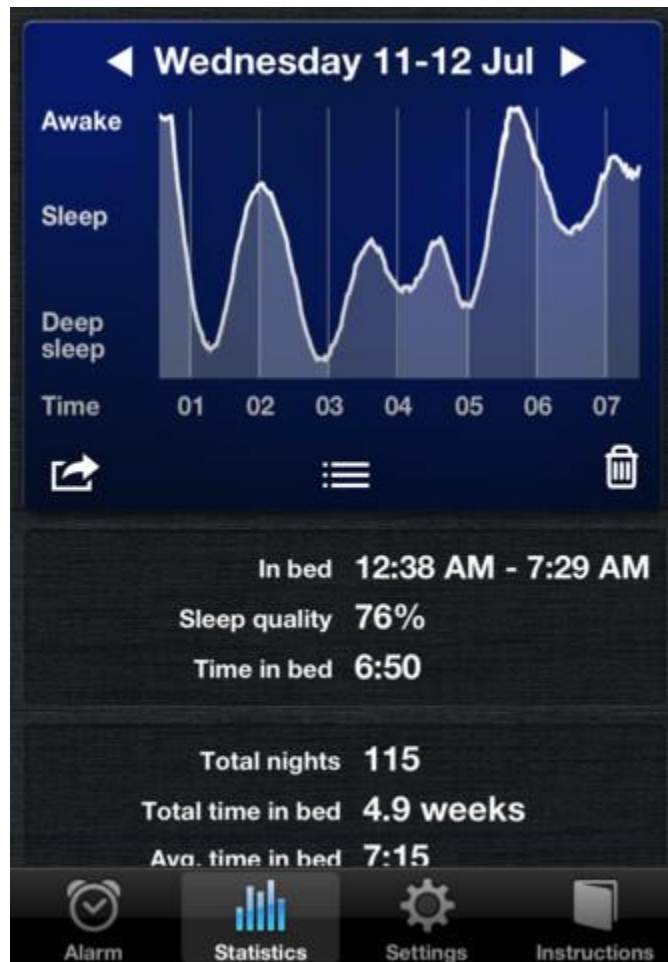 Wednesday 11-12 Jul
Awake
Sleep
Deep
sleep
Time 01 02 03 04 05 06 07
In bed 12:38 AM - 7:29 AM
Sleep quality 76%
Time in bed 6:50
Total nights 115
Total time in bed 4.9 weeks
Avg. time in bed 7:15
Alarm Statistics Settings Instructions